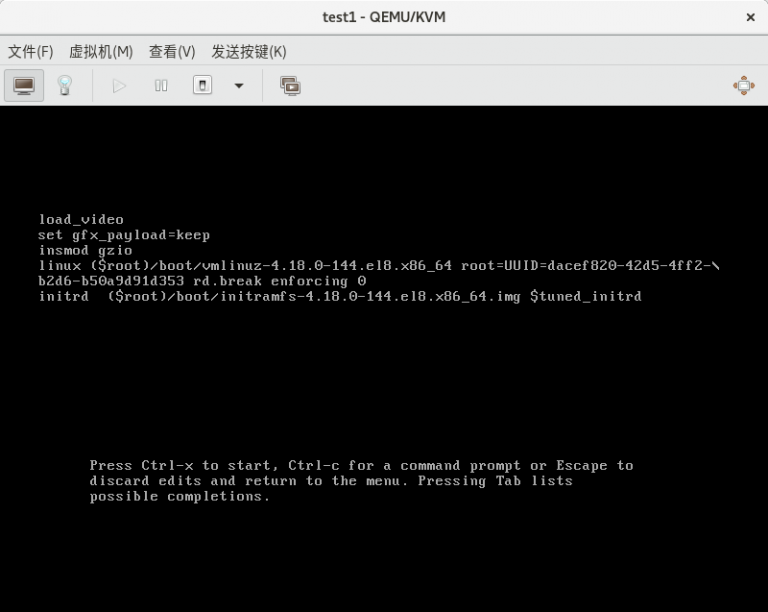 test1 - QEMU/KVM
文件(F) 虚拟机(M) 查看(V) 发送按键(K)
load_video
set gfx_payload=keep
insmod gzio
linux ($root)/boot/vmlinuz-4.18.0-144.el8.x86_64 root=UUID=dacef820-42d5-4ff2-\
b2d6-b50a9d91d353 rd.break enforcing 0
initrd  ($root)/boot/initramfs-4.18.0-144.el8.x86_64.img $tuned_initrd
Press Ctrl-x to start, Ctrl-c for a command prompt or Escape to
discard edits and return to the menu. Pressing Tab lists
possible completions.